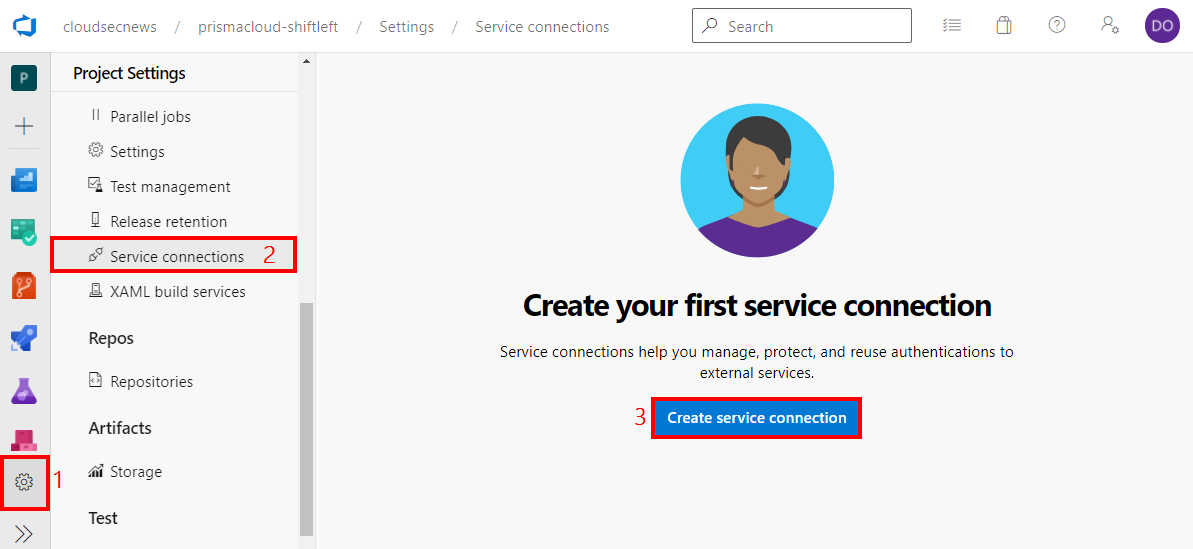 cloudsecnews / prismacloud-shiftleft / Settings / Service connections
Search
DO
P
Project Settings
Parallel jobs
Settings
Test management
Release retention
Service connections 2
XAML build services
Repos
Repositories
Artifacts
Storage
1
Test
Create your first service connection
Service connections help you manage, protect, and reuse authentications to
external services.
3 Create service connection